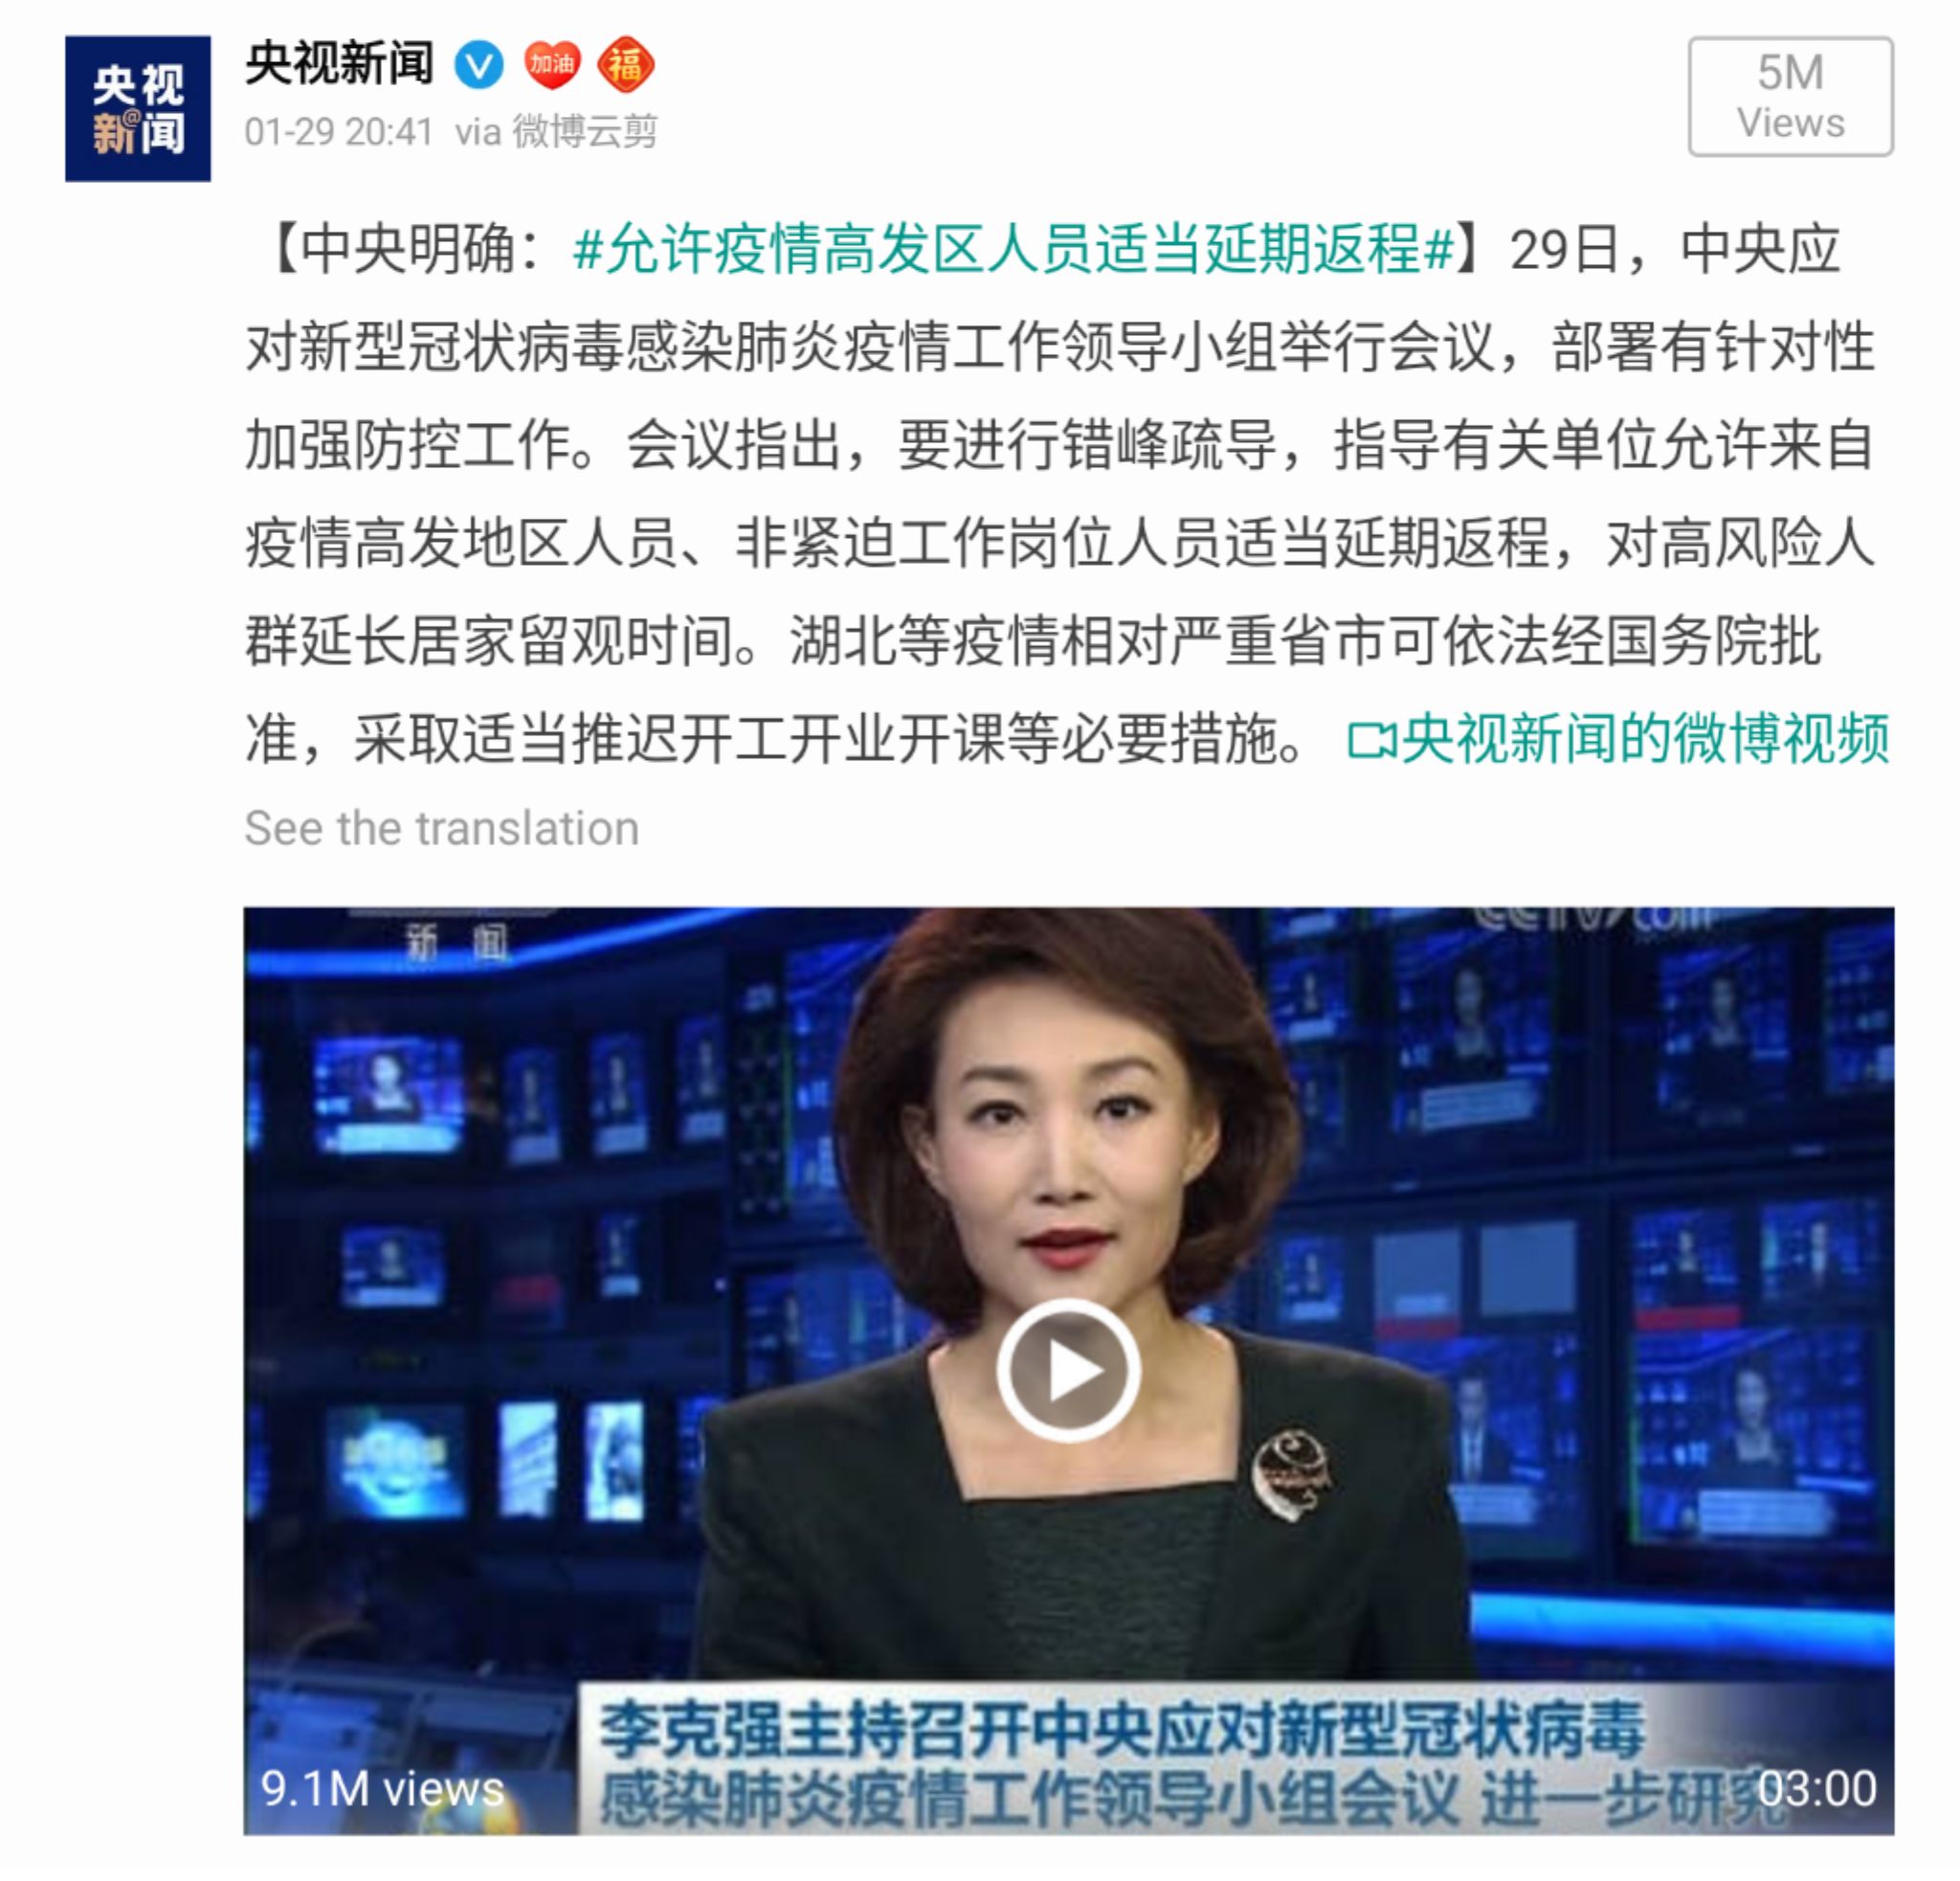 央视
新@闻
央视新闻 V 加油 福
01-29 20:41 via 微博云剪
5M
Views
【中央明确：#允许疫情高发区人员适当延期返程#】29日，中央应
对新型冠状病毒感染肺炎疫情工作领导小组举行会议，部署有针对性
加强防控工作。会议指出，要进行错峰疏导，指导有关单位允许来自
疫情高发地区人员、非紧迫工作岗位人员适当延期返程，对高风险人
群延长居家留观时间。湖北等疫情相对严重省市可依法经国务院批
准，采取适当推迟开工开业开课等必要措施。 央视新闻的微博视频
See the translation
新 闻
CCTV.com
李克强主持召开中央应对新型冠状病毒
感染肺炎疫情工作领导小组会议 进一步研究
9.1M views
03:00